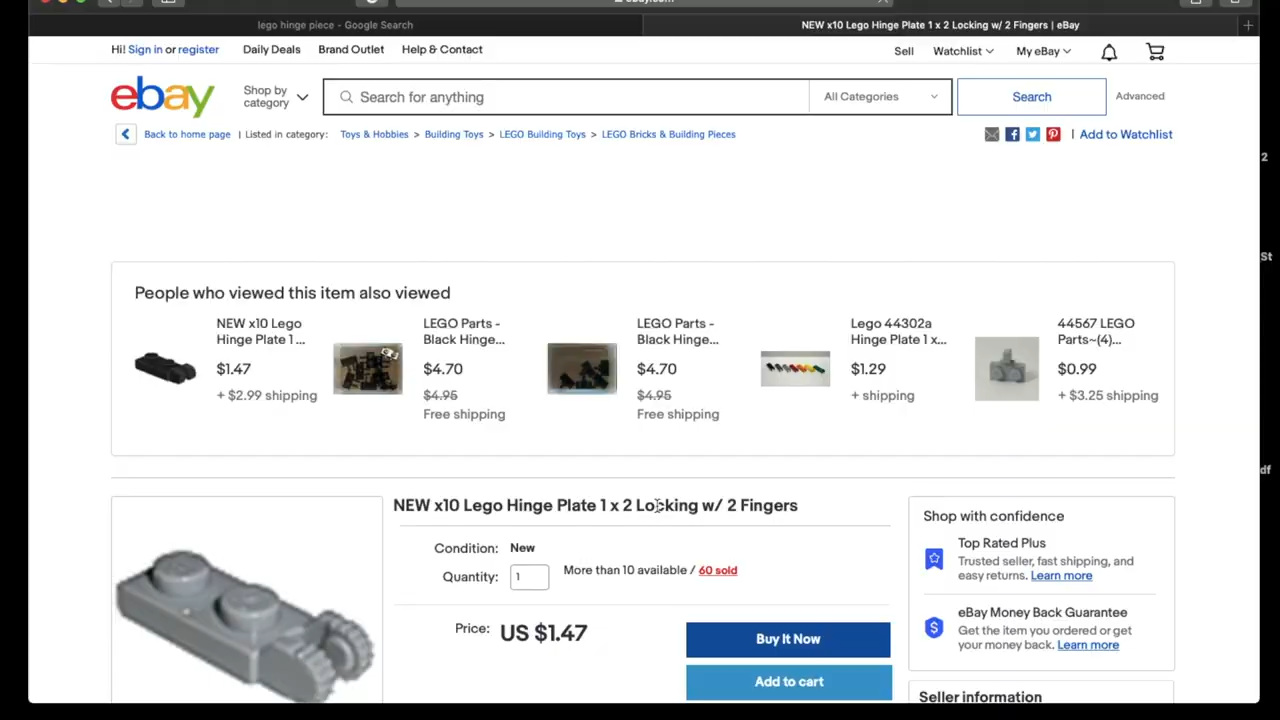 lego hinge piece - Google Search
NEW x10 Lego Hinge Plate 1 x 2 Locking w/ 2 Fingers | eBay
Hi! Sign in or register
Daily Deals
Brand Outlet
Help & Contact
Sell
Watchlist
My eBay
ebay
Shop by
category
Search for anything
All Categories
Search
Advanced
Back to home page | Listed in category: Toys & Hobbies > Building Toys > LEGO Building Toys > LEGO Bricks & Building Pieces
| Add to Watchlist
People who viewed this item also viewed
NEW x10 Lego
Hinge Plate 1 ...
$1.47
+ $2.99 shipping
LEGO Parts -
Black Hinge...
$4.70
$4.95
Free shipping
LEGO Parts -
Black Hinge...
$4.70
$4.95
Free shipping
Lego 44302a
Hinge Plate 1 x...
$1.29
+ shipping
44567 LEGO
Parts~(4)...
$0.99
+ $3.25 shipping
NEW x10 Lego Hinge Plate 1 x 2 Locking w/ 2 Fingers
Condition: New
Quantity: 1
More than 10 available / 60 sold
Price: US $1.47
Buy It Now
Add to cart
Shop with confidence
Top Rated Plus
Trusted seller, fast shipping, and
easy returns. Learn more
eBay Money Back Guarantee
Get the item you ordered or get
your money back. Learn more
Seller information
2
St
df